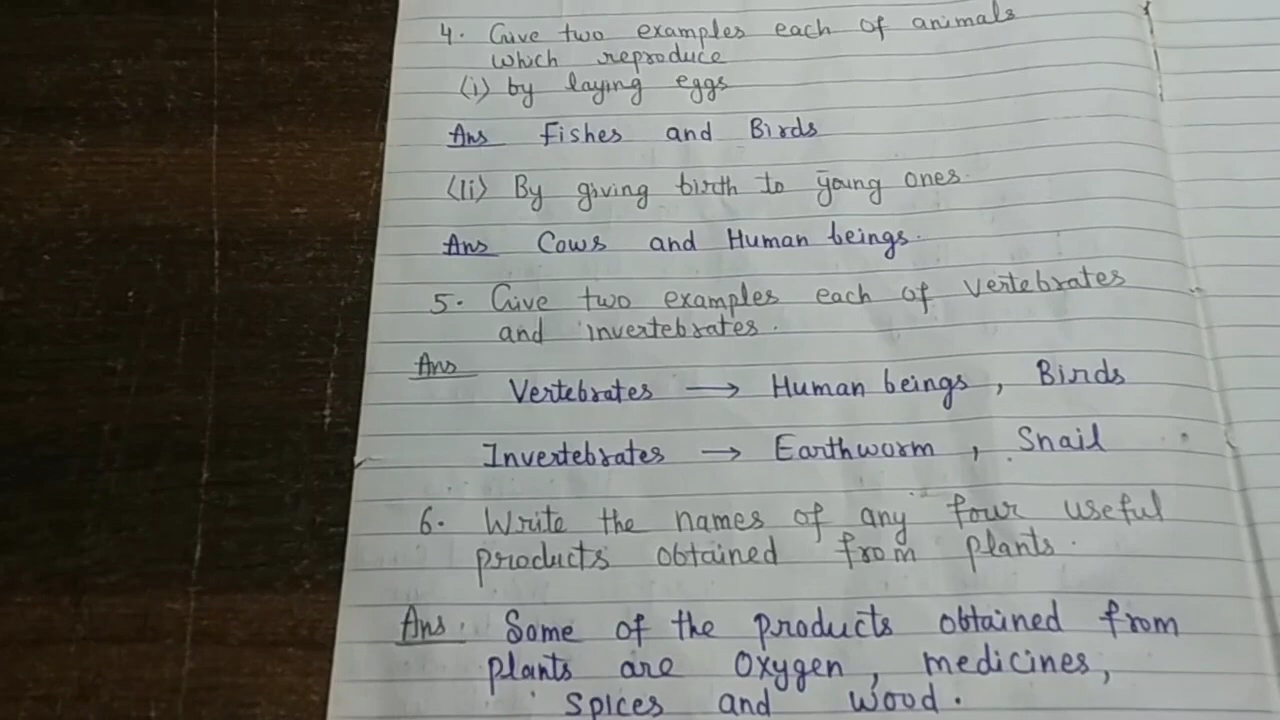 4. Give two examples each of animals
which reproduce
(i) by laying eggs
Ans Fishes and Birds
(ii) By giving birth to young ones.
Ans Cows and Human beings.
5. Give two examples each of vertebrates
and invertebrates.
Ans
Vertebrates → Human beings, Birds
Invertebrates → Earthworm, Snail
6. Write the names of any four useful
products obtained from plants.
Ans. Some of the products obtained from
plants are Oxygen, medicines,
Spices and Wood.